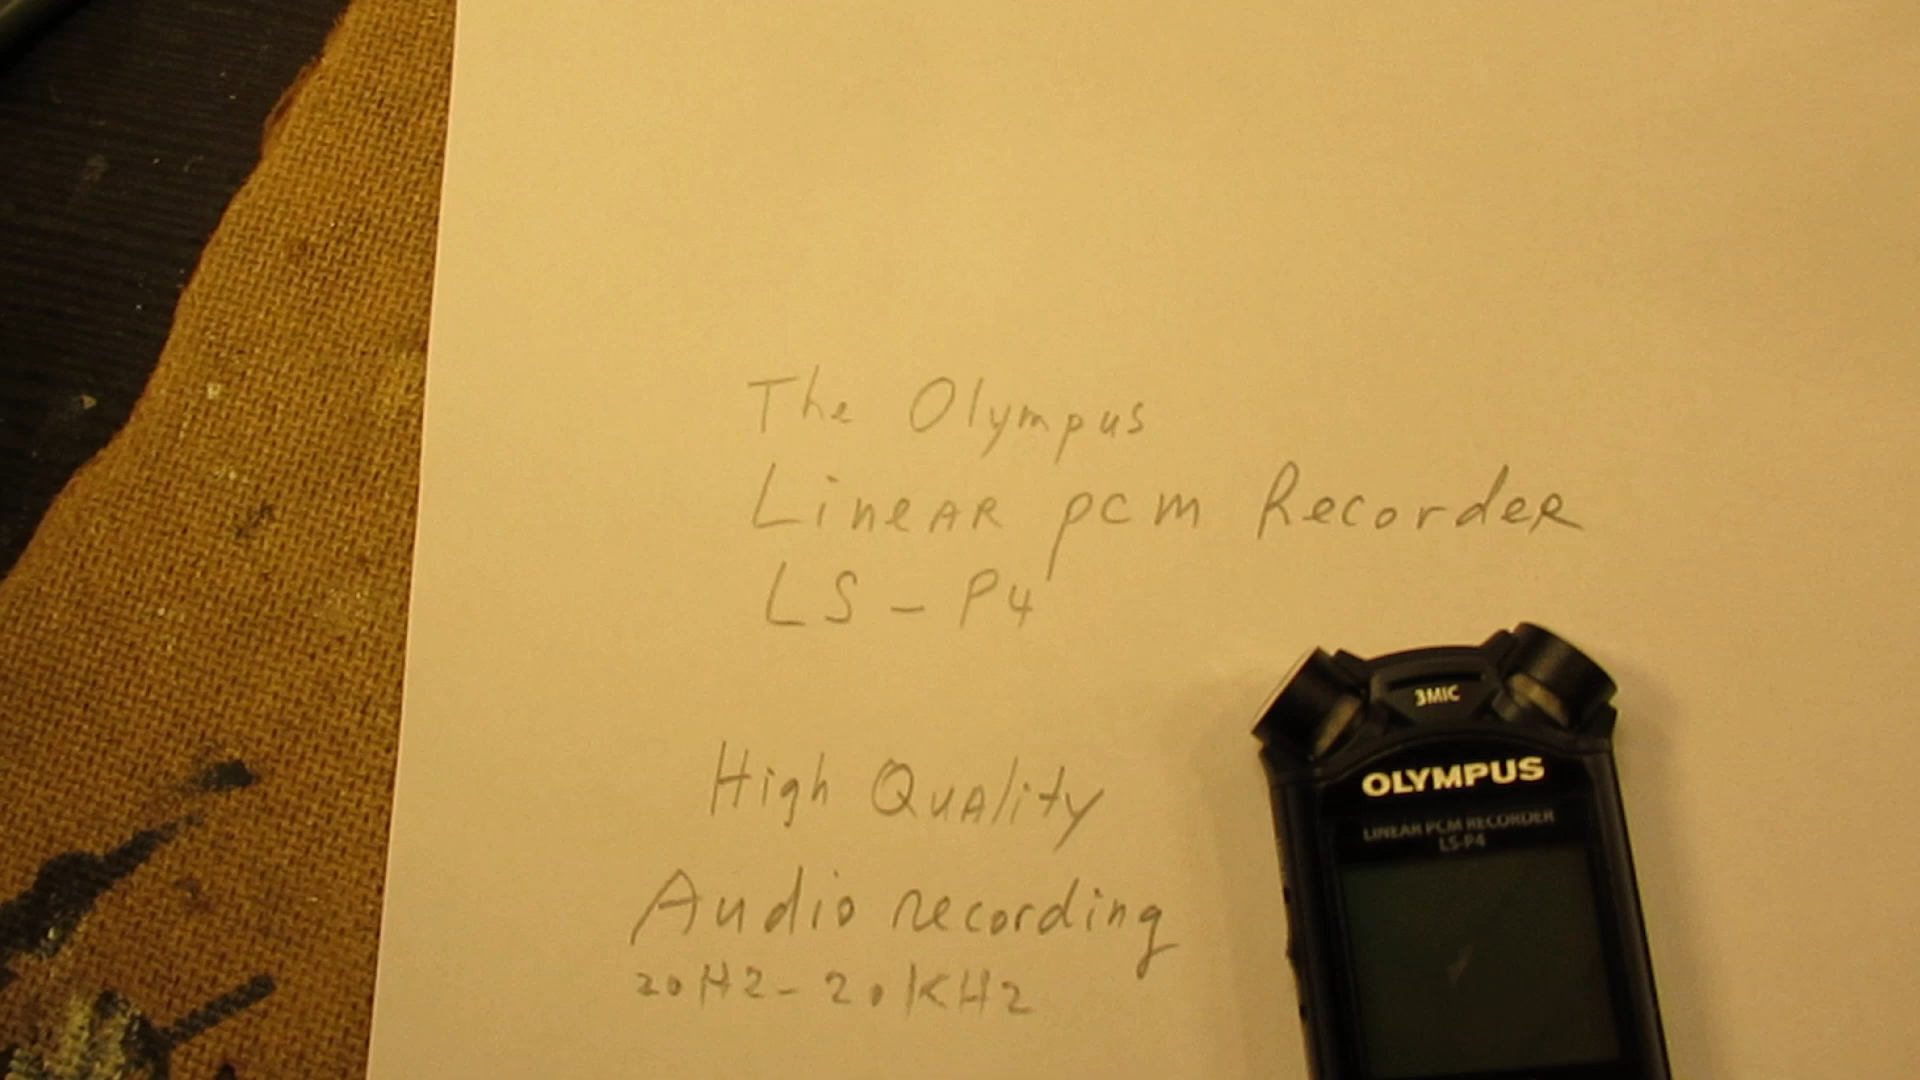 The Olympus
LineAR pcm RecordeR
LS - P4
High QuAlity
Audio recording
20Hz - 20KHz
3MIC
OLYMPUS
LINEAR PCM RECORDER
LS-P4